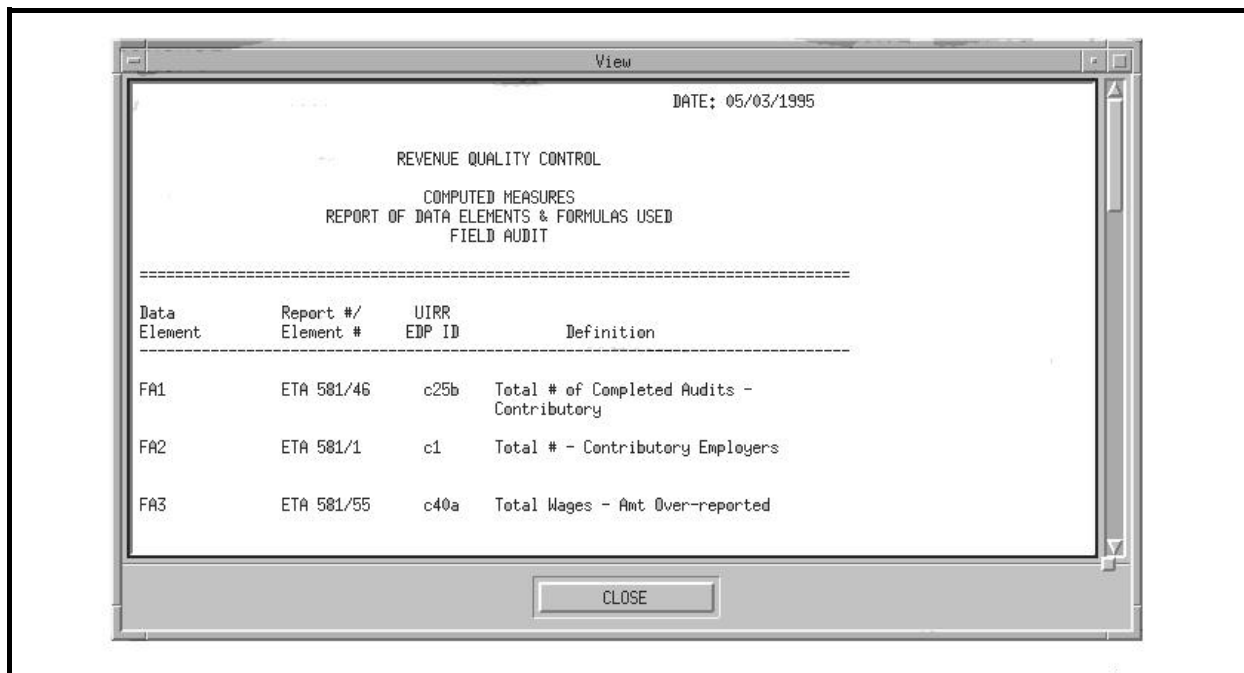 View
DATE: 05/03/1995
REVENUE QUALITY CONTROL
COMPUTED MEASURES
REPORT OF DATA ELEMENTS & FORMULAS USED
FIELD AUDIT
================================================================================
Data Report #/ UIRR
Element Element # EDP ID Definition
--------------------------------------------------------------------------------
FA1 ETA 581/46 c25b Total # of Completed Audits -
Contributory
FA2 ETA 581/1 c1 Total # - Contributory Employers
FA3 ETA 581/55 c40a Total Wages - Amt Over-reported
CLOSE